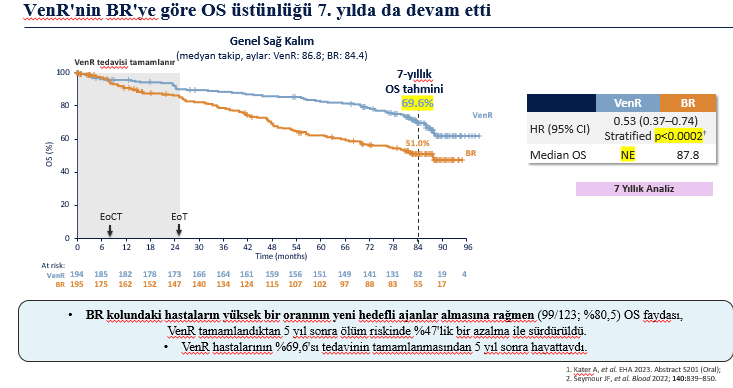 VenR'nin BR'ye göre OS üstünlüğü 7. yılda da devam etti
Genel Sağ Kalım
(medyan takip, aylar: VenR: 86.8; BR: 84.4)
VenR tedavisi tamamlanır
7-yıllık
OS tahmini
69.6%
VenR
51.0%
BR
OS (%)
100
80
60
40
20
0
EoCT
EoT
0 6 12 18 24 30 36 42 48 54 60 66 72 78 84 90 96
Time (months)
At risk:
VenR 194 185 182 178 173 166 164 161 159 156 151 149 141 131 82 19 4
BR 195 175 162 152 147 140 134 124 115 107 102 97 88 83 55 17
VenR BR
HR (95% CI) 0.53 (0.37–0.74)
Stratified p<0.0002†
Median OS NE 87.8
7 Yıllık Analiz
• BR kolundaki hastaların yüksek bir oranının yeni hedefli ajanlar almasına rağmen (99/123; %80,5) OS faydası,
VenR tamamlandıktan 5 yıl sonra ölüm riskinde %47'lik bir azalma ile sürdürüldü.
• VenR hastalarının %69,6'sı tedavinin tamamlanmasından 5 yıl sonra hayattaydı.
1. Kater A, et al. EHA 2023. Abstract S201 (Oral);
2. Seymour JF, et al. Blood 2022; 140:839–850.